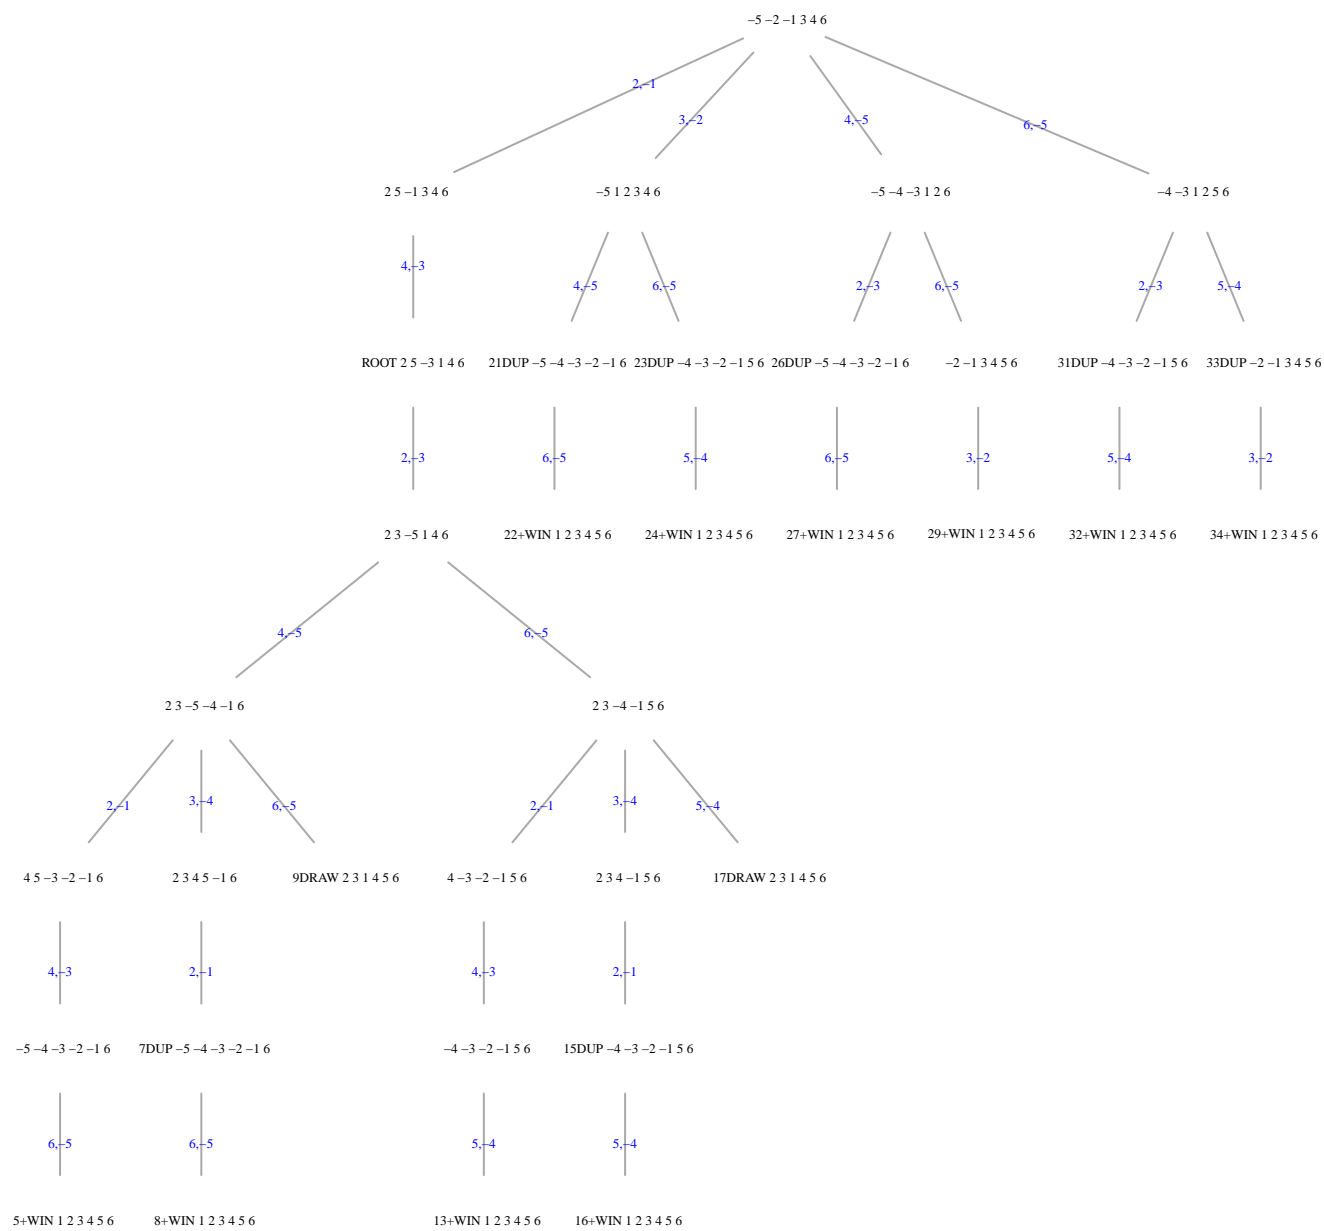 −5 −2 −1 3 4 6
2,−1
3,−2
4,−5
6,−5
2 5 −1 3 4 6
−5 1 2 3 4 6
−5 −4 −3 1 2 6
−4 −3 1 2 5 6
4,−3
4,−5
6,−5
2,−3
6,−5
2,−3
5,−4
ROOT 2 5 −3 1 4 6
21DUP −5 −4 −3 −2 −1 6
23DUP −4 −3 −2 −1 5 6
26DUP −5 −4 −3 −2 −1 6
−2 −1 3 4 5 6
31DUP −4 −3 −2 −1 5 6
33DUP −2 −1 3 4 5 6
2,−3
6,−5
5,−4
6,−5
3,−2
5,−4
3,−2
2 3 −5 1 4 6
22+WIN 1 2 3 4 5 6
24+WIN 1 2 3 4 5 6
27+WIN 1 2 3 4 5 6
29+WIN 1 2 3 4 5 6
32+WIN 1 2 3 4 5 6
34+WIN 1 2 3 4 5 6
4,−5
6,−5
2 3 −5 −4 −1 6
2 3 −4 −1 5 6
2,−1
3,−4
6,−5
2,−1
3,−4
5,−4
4 5 −3 −2 −1 6
2 3 4 5 −1 6
9DRAW 2 3 1 4 5 6
4 −3 −2 −1 5 6
2 3 4 −1 5 6
17DRAW 2 3 1 4 5 6
4,−3
2,−1
4,−3
2,−1
−5 −4 −3 −2 −1 6
7DUP −5 −4 −3 −2 −1 6
−4 −3 −2 −1 5 6
15DUP −4 −3 −2 −1 5 6
6,−5
6,−5
5,−4
5,−4
5+WIN 1 2 3 4 5 6
8+WIN 1 2 3 4 5 6
13+WIN 1 2 3 4 5 6
16+WIN 1 2 3 4 5 6